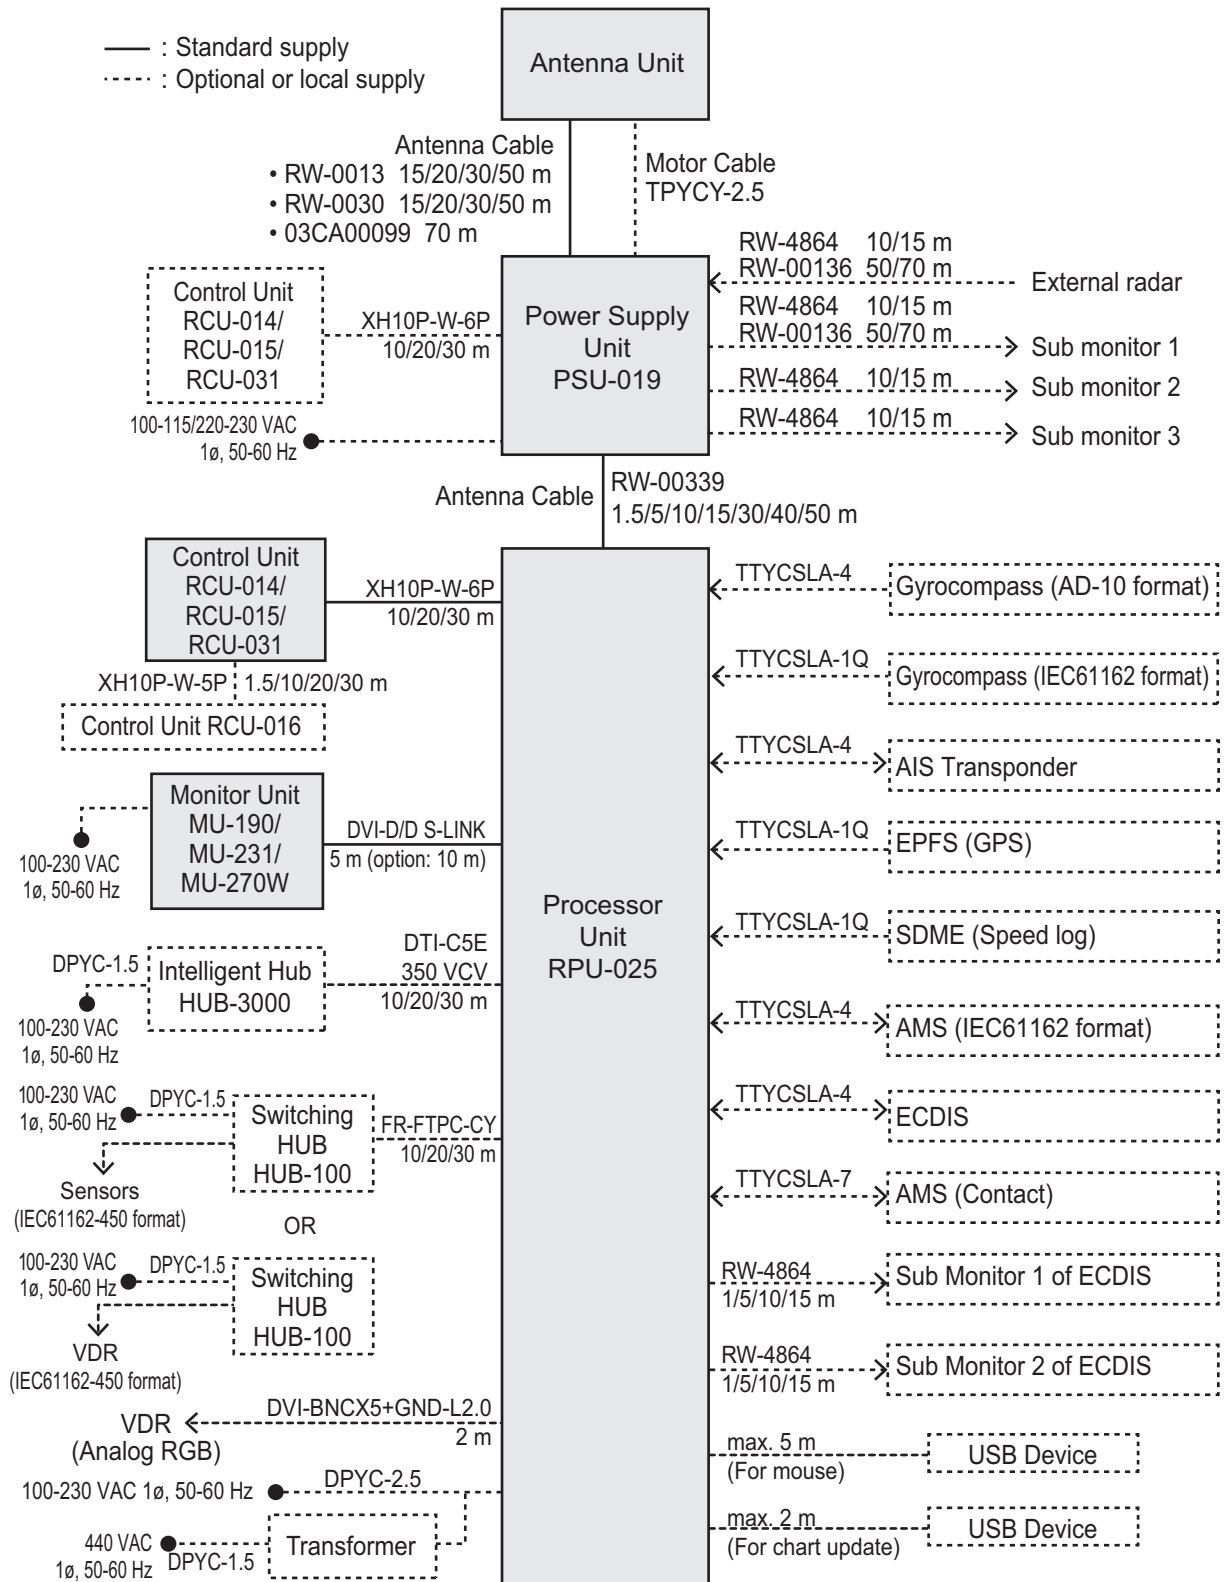 : Standard supply
: Optional or local supply
Antenna Unit
Antenna Cable
• RW-0013 15/20/30/50 m
• RW-0030 15/20/30/50 m
• 03CA00099 70 m
Motor Cable
TPYCY-2.5
Control Unit
RCU-014/
RCU-015/
RCU-031
XH10P-W-6P
10/20/30 m
100-115/220-230 VAC
1ø, 50-60 Hz
Power Supply
Unit
PSU-019
RW-4864 10/15 m
RW-00136 50/70 m
External radar
RW-4864 10/15 m
RW-00136 50/70 m
Sub monitor 1
RW-4864 10/15 m
Sub monitor 2
RW-4864 10/15 m
Sub monitor 3
Antenna Cable
RW-00339
1.5/5/10/15/30/40/50 m
Control Unit
RCU-014/
RCU-015/
RCU-031
XH10P-W-6P
10/20/30 m
XH10P-W-5P 1.5/10/20/30 m
Control Unit RCU-016
Monitor Unit
MU-190/
MU-231/
MU-270W
100-230 VAC
1ø, 50-60 Hz
DVI-D/D S-LINK
5 m (option: 10 m)
DPYC-1.5
Intelligent Hub
HUB-3000
100-230 VAC
1ø, 50-60 Hz
DTI-C5E
350 VCV
10/20/30 m
100-230 VAC
1ø, 50-60 Hz
DPYC-1.5
Switching
HUB
HUB-100
FR-FTPC-CY
10/20/30 m
Sensors
(IEC61162-450 format)
OR
100-230 VAC
1ø, 50-60 Hz
DPYC-1.5
Switching
HUB
HUB-100
VDR
(IEC61162-450 format)
VDR
(Analog RGB)
DVI-BNCX5+GND-L2.0
2 m
100-230 VAC 1ø, 50-60 Hz
DPYC-2.5
440 VAC
1ø, 50-60 Hz
DPYC-1.5
Transformer
Processor
Unit
RPU-025
TTYCSLA-4
Gyrocompass (AD-10 format)
TTYCSLA-1Q
Gyrocompass (IEC61162 format)
TTYCSLA-4
AIS Transponder
TTYCSLA-1Q
EPFS (GPS)
TTYCSLA-1Q
SDME (Speed log)
TTYCSLA-4
AMS (IEC61162 format)
TTYCSLA-4
ECDIS
TTYCSLA-7
AMS (Contact)
RW-4864
1/5/10/15 m
Sub Monitor 1 of ECDIS
RW-4864
1/5/10/15 m
Sub Monitor 2 of ECDIS
max. 5 m
(For mouse)
USB Device
max. 2 m
(For chart update)
USB Device